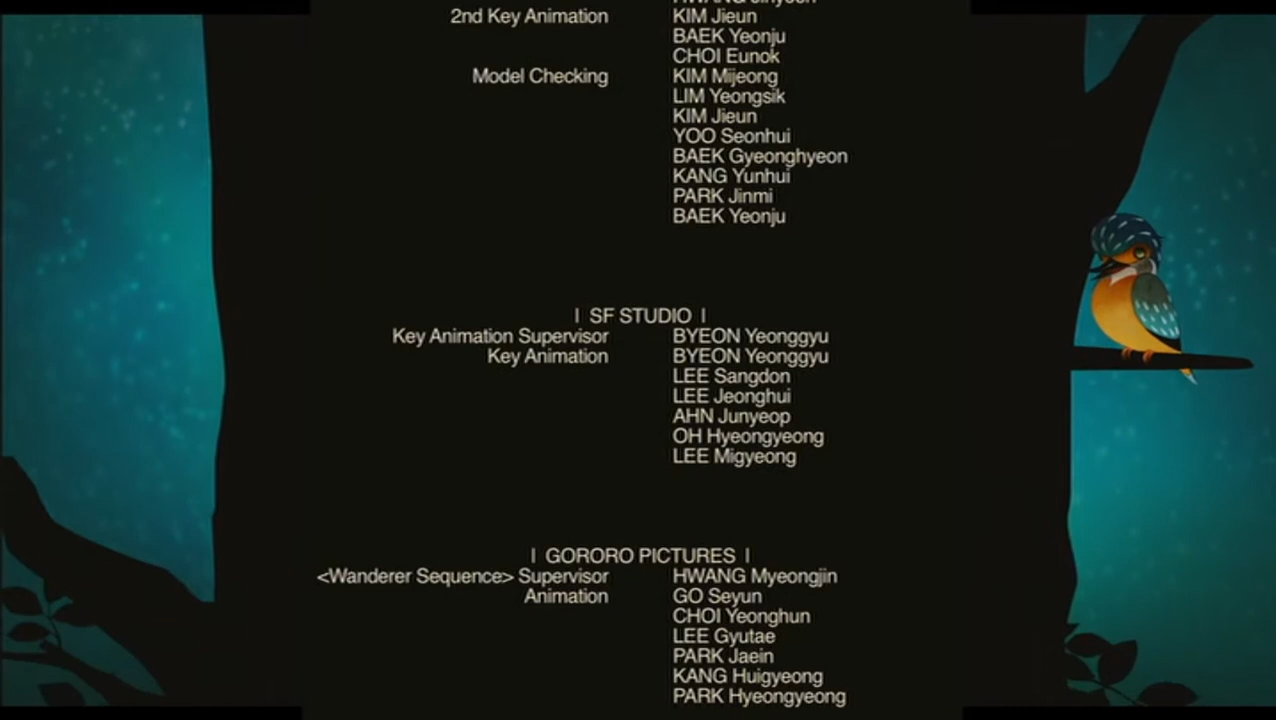 2nd Key Animation KIM Jieun
BAEK Yeonju
CHOI Eunok
Model Checking KIM Mijeong
LIM Yeongsik
KIM Jieun
YOO Seonhui
BAEK Gyeonghyeon
KANG Yunhui
PARK Jinmi
BAEK Yeonju
| SF STUDIO |
Key Animation Supervisor BYEON Yeonggyu
Key Animation BYEON Yeonggyu
LEE Sangdon
LEE Jeonghui
AHN Junyeop
OH Hyeongyeong
LEE Migyeong
| GORORO PICTURES |
<Wanderer Sequence> Supervisor HWANG Myeongjin
Animation GO Seyun
CHOI Yeonghun
LEE Gyutae
PARK Jaein
KANG Huigyeong
PARK Hyeongyeong